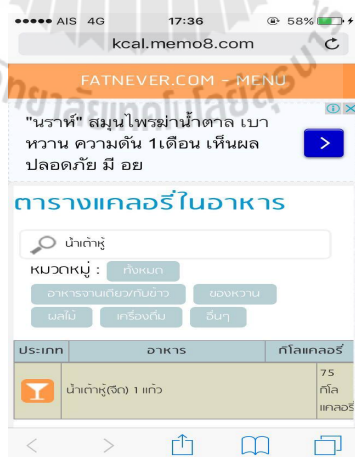 AIS 4G 17:36 58%
kcal.memo8.com
FATNEVER.COM – MENU
"นราห์" สมุนไพรฆ่าน้ำตาล เบา
หวาน ความดัน 1เดือน เห็นผล
ปลอดภัย มี อย
ตารางแคลอรี่ในอาหาร
น้ำเต้าหู้
หมวดหมู่ : ทั้งหมด
อาหารจานเดียว/กับข้าว ของหวาน
ผลไม้ เครื่องดื่ม อื่นๆ
ประเภท อาหาร กิโลแคลอรี่
น้ำเต้าหู้(จืด) 1 แก้ว
75
กิโล
แคลอรี่